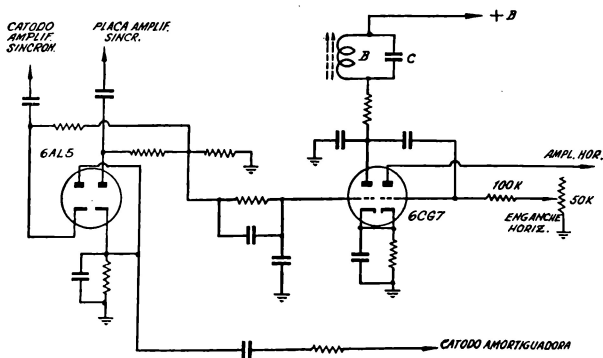 CATODO
AMPLIF.
SINCRON.
PLACA AMPLIF.
SINCR.
+B
B
C
6AL5
AMPL. HOR.
6CG7
100K
50K
ENGANCHE
HORIZ.
CATODO AMORTIGUADORA